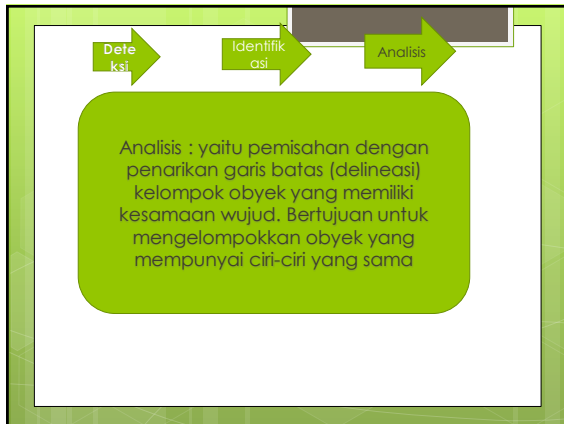 Dete
ksi
Identifik
asi
Analisis
Analisis : yaitu pemisahan dengan
penarikan garis batas (delineasi)
kelompok obyek yang memiliki
kesamaan wujud. Bertujuan untuk
mengelompokkan obyek yang
mempunyai ciri-ciri yang sama